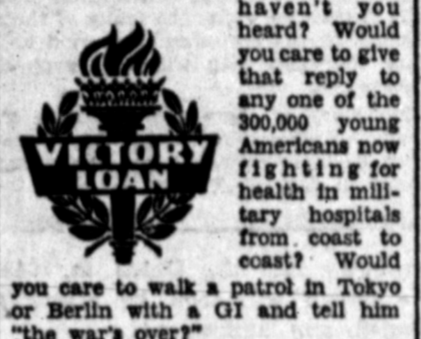 haven't you
heard? Would
you care to give
that reply to
any one of the
300,000 young
Americans now
fighting for
health in mili-
tary hospitals
from coast to
coast? Would
you care to walk a patrol in Tokyo
or Berlin with a GI and tell him
"the war's over?"
VICTORY
LOAN